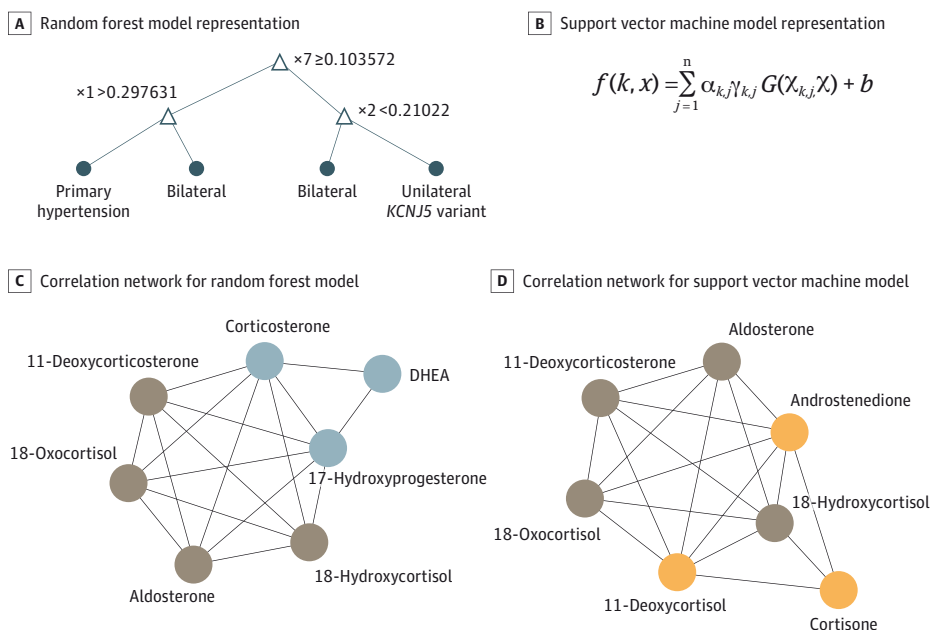 A Random forest model representation
×7≥0.103572
×1>0.297631
×2<0.21022
Primary
hypertension
Bilateral
Bilateral
Unilateral
KCNJ5 variant
B Support vector machine model representation
f(k, x) = n∑j=1 αk,jγk,j G(χk,j,χ) + b
C Correlation network for random forest model
Corticosterone
11-Deoxycorticosterone
DHEA
18-Oxocortisol
17-Hydroxyprogesterone
18-Hydroxycortisol
Aldosterone
D Correlation network for support vector machine model
Aldosterone
11-Deoxycorticosterone
Androstenedione
18-Hydroxycortisol
18-Oxocortisol
11-Deoxycortisol
Cortisone